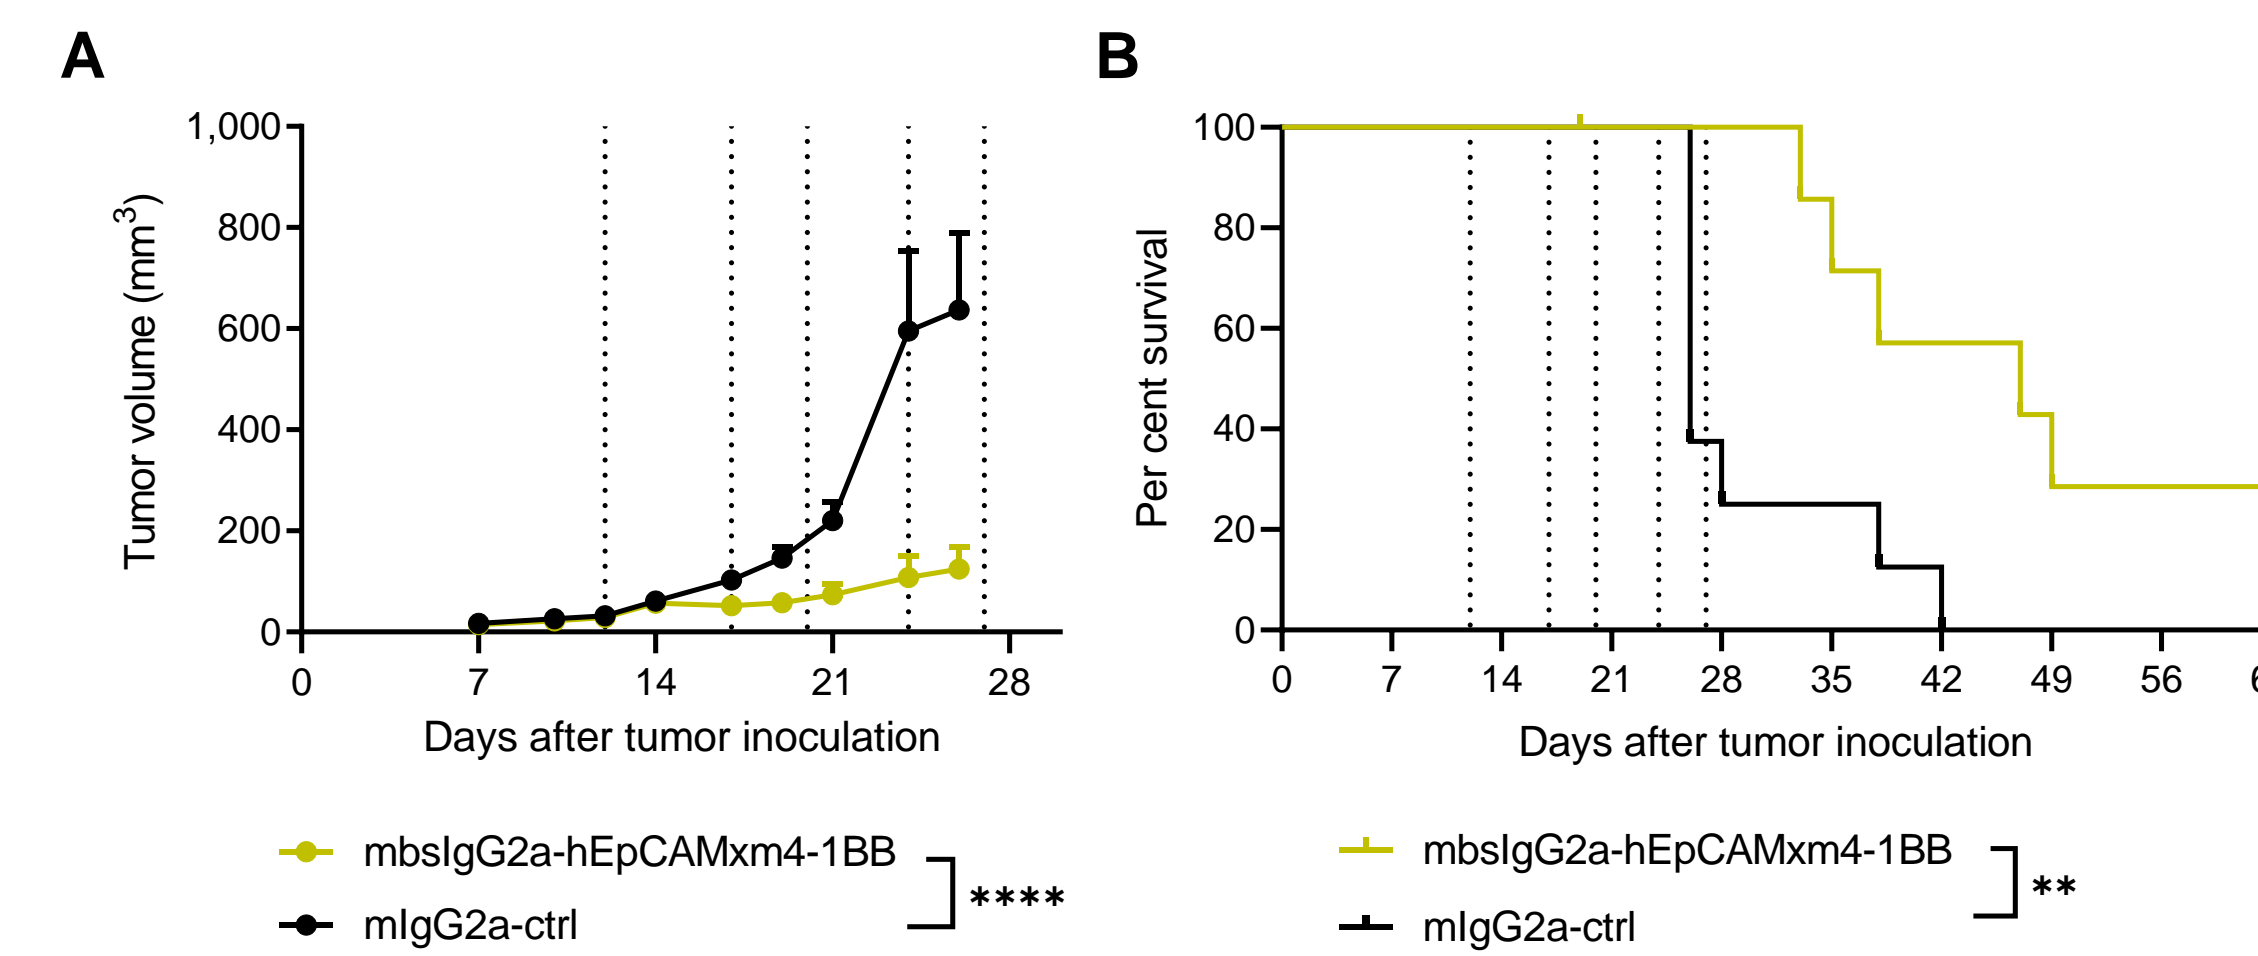 A
B
1,000
800
600
400
200
0
Tumor volume (mm³)
0 7 14 21 28
Days after tumor inoculation
mbsIgG2a-hEpCAMxm4-1BB
mIgG2a-ctrl
****
100
80
60
40
20
0
Per cent survival
0 7 14 21 28 35 42 49 56
Days after tumor inoculation
mbsIgG2a-hEpCAMxm4-1BB
mIgG2a-ctrl
**